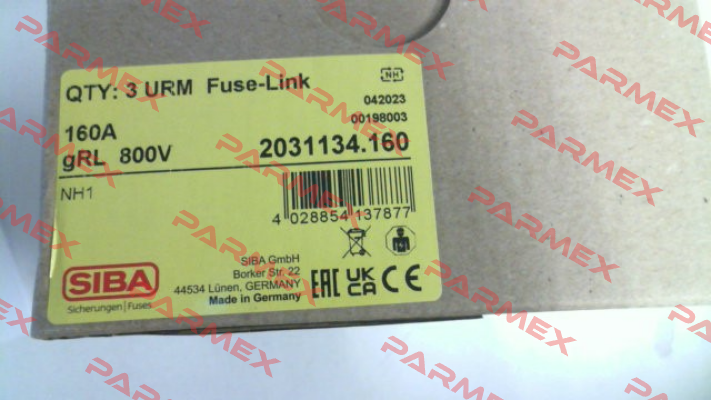 QTY: 3 URM Fuse-Link
NH
042023
00198003
160A
gRL 800V
2031134.160
NH1
4 028854 137877
SIBA GmbH
Borker Str. 22
44534 Lünen, GERMANY
Made in Germany
SIBA
Sicherungen | Fuses
EAC
UK
CA
CE
PARMEX
PARMEX
PARMEX
PARMEX
PARMEX
PARMEX
PARMEX
PARMEX
PARMEX
PARMEX
PARMEX